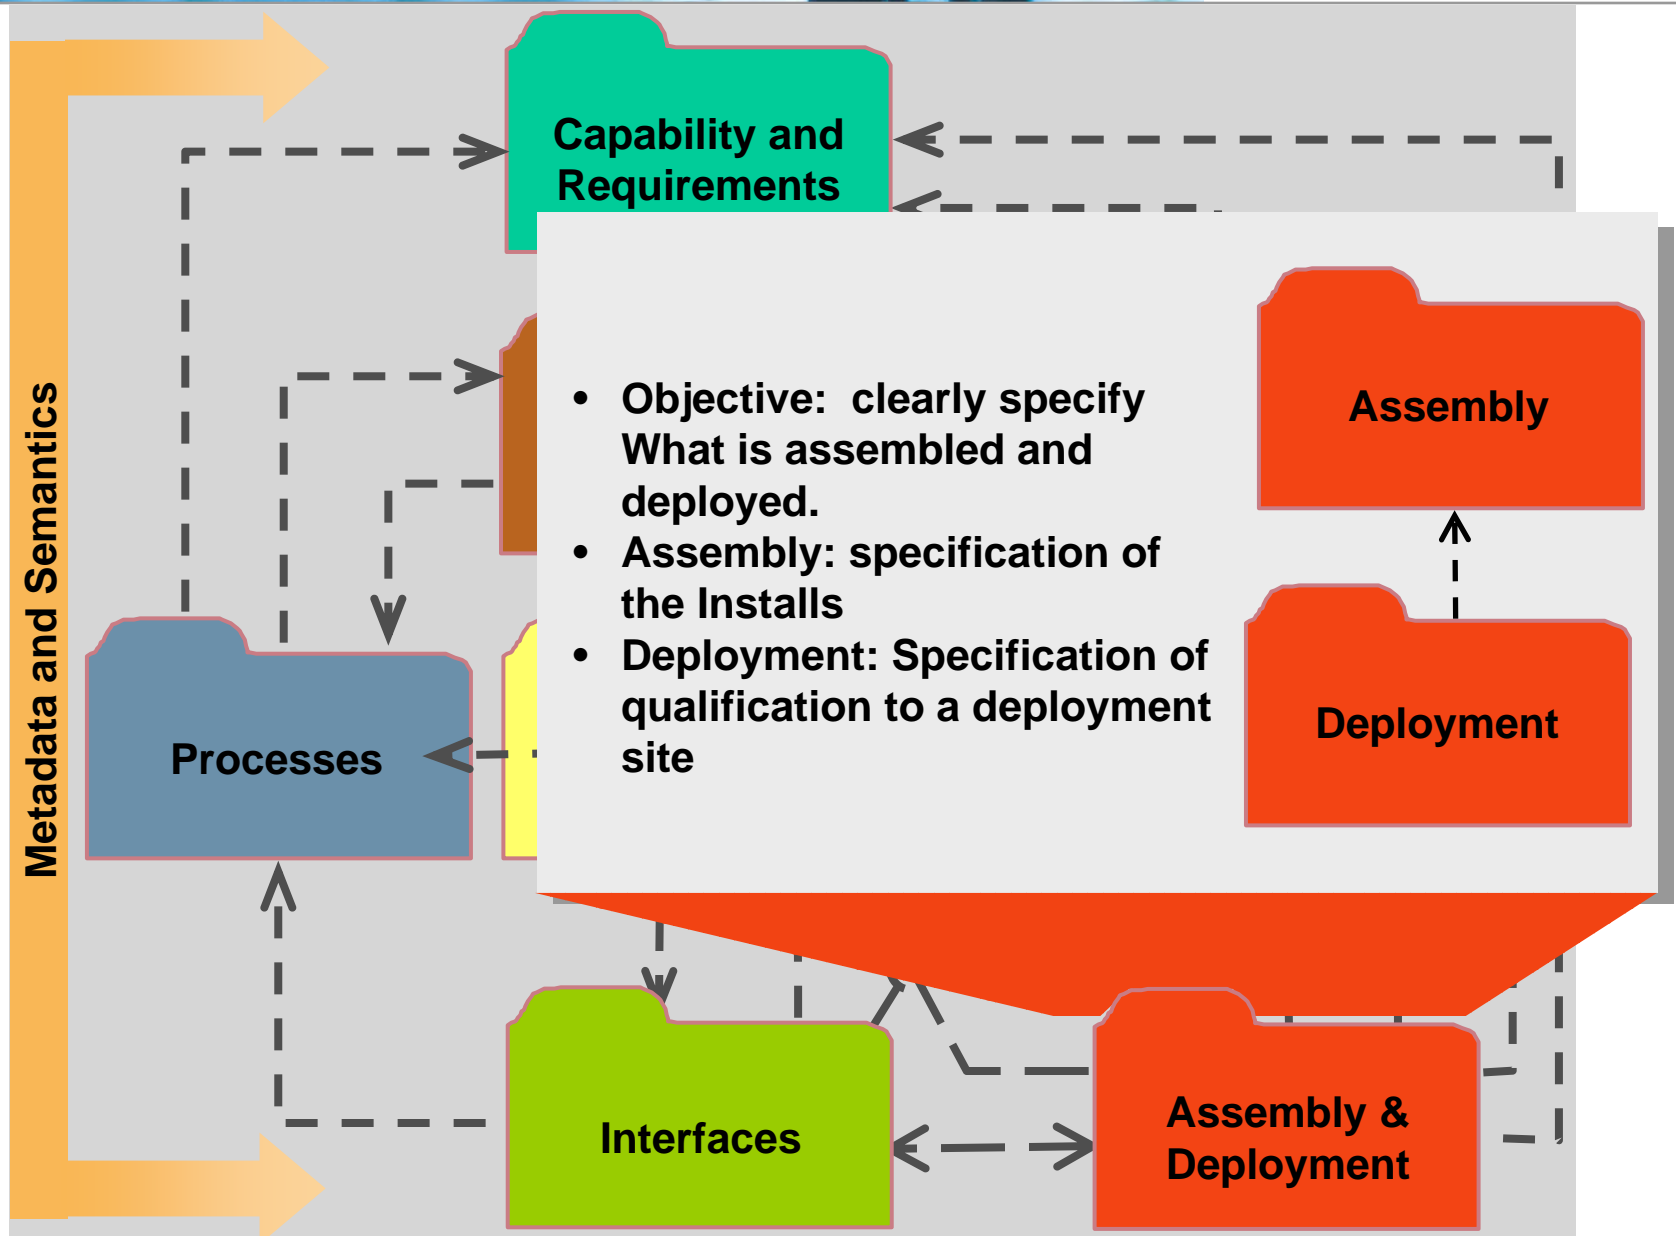 Capability and
Requirements
Metadata and Semantics
• Objective:  clearly specify
What is assembled and
deployed.
• Assembly: specification of
the Installs
• Deployment: Specification of
qualification to a deployment
site
Assembly
Deployment
Processes
Interfaces
Assembly &
Deployment